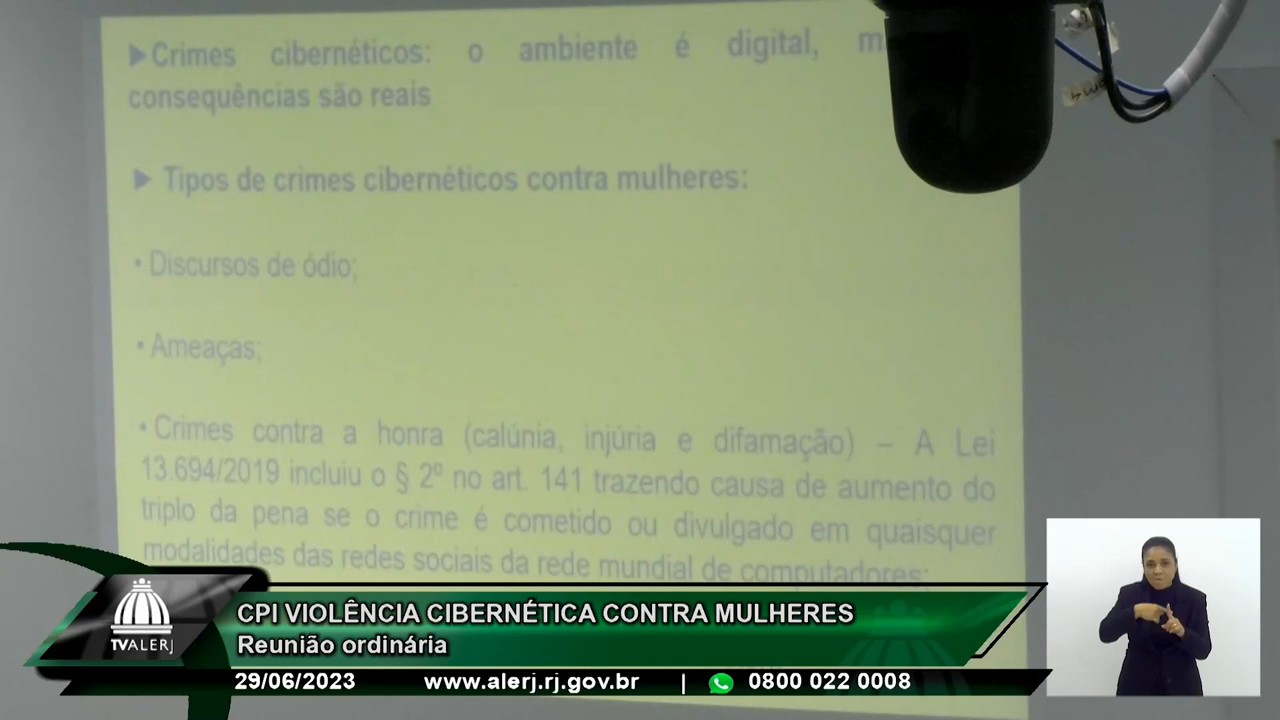 ►Crimes cibernéticos: o ambiente é digital,
consequências são reais
► Tipos de crimes cibernéticos contra mulheres:
• Discursos de ódio;
• Ameaças;
• Crimes contra a honra (calúnia, injúria e difamação) – A Lei
13.694/2019 incluiu o § 2º no art. 141 trazendo causa de aumento do
triplo da pena se o crime é cometido ou divulgado em quaisquer
modalidades das redes sociais da rede mundial de computadores;
TVALERJ
CPI VIOLÊNCIA CIBERNÉTICA CONTRA MULHERES
Reunião ordinária
29/06/2023 www.alerj.rj.gov.br | 0800 022 0008